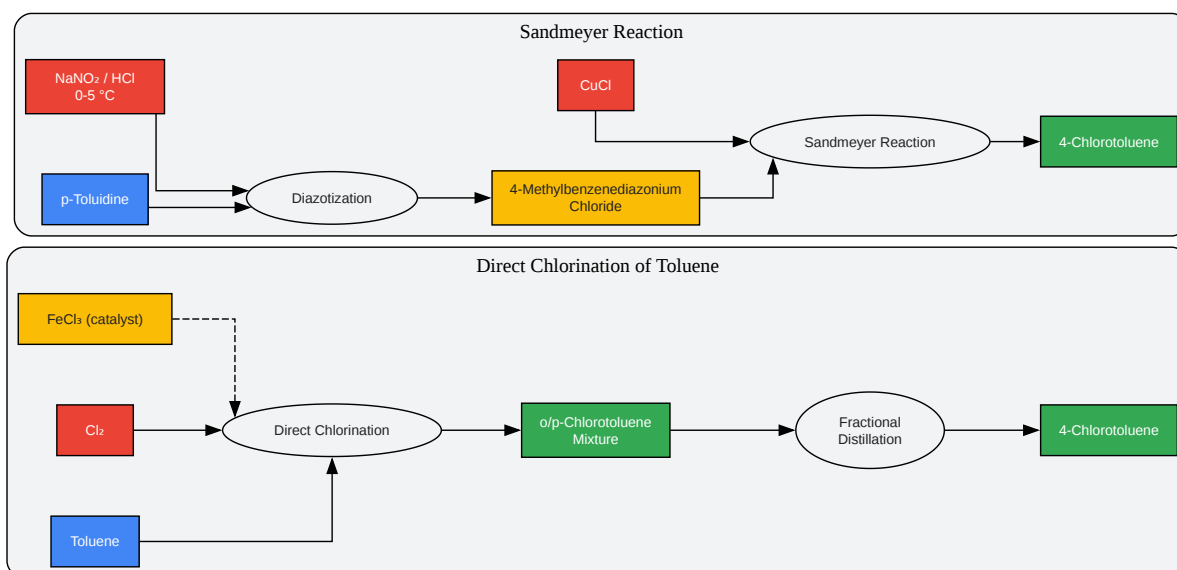 Sandmeyer Reaction
NaNO₂ / HCl
0-5 °C
CuCl
Sandmeyer Reaction
4-Chlorotoluene
p-Toluidine
Diazotization
4-Methylbenzenediazonium
Chloride
Direct Chlorination of Toluene
FeCl₃ (catalyst)
Cl₂
Direct Chlorination
o/p-Chlorotoluene
Mixture
Fractional
Distillation
4-Chlorotoluene
Toluene